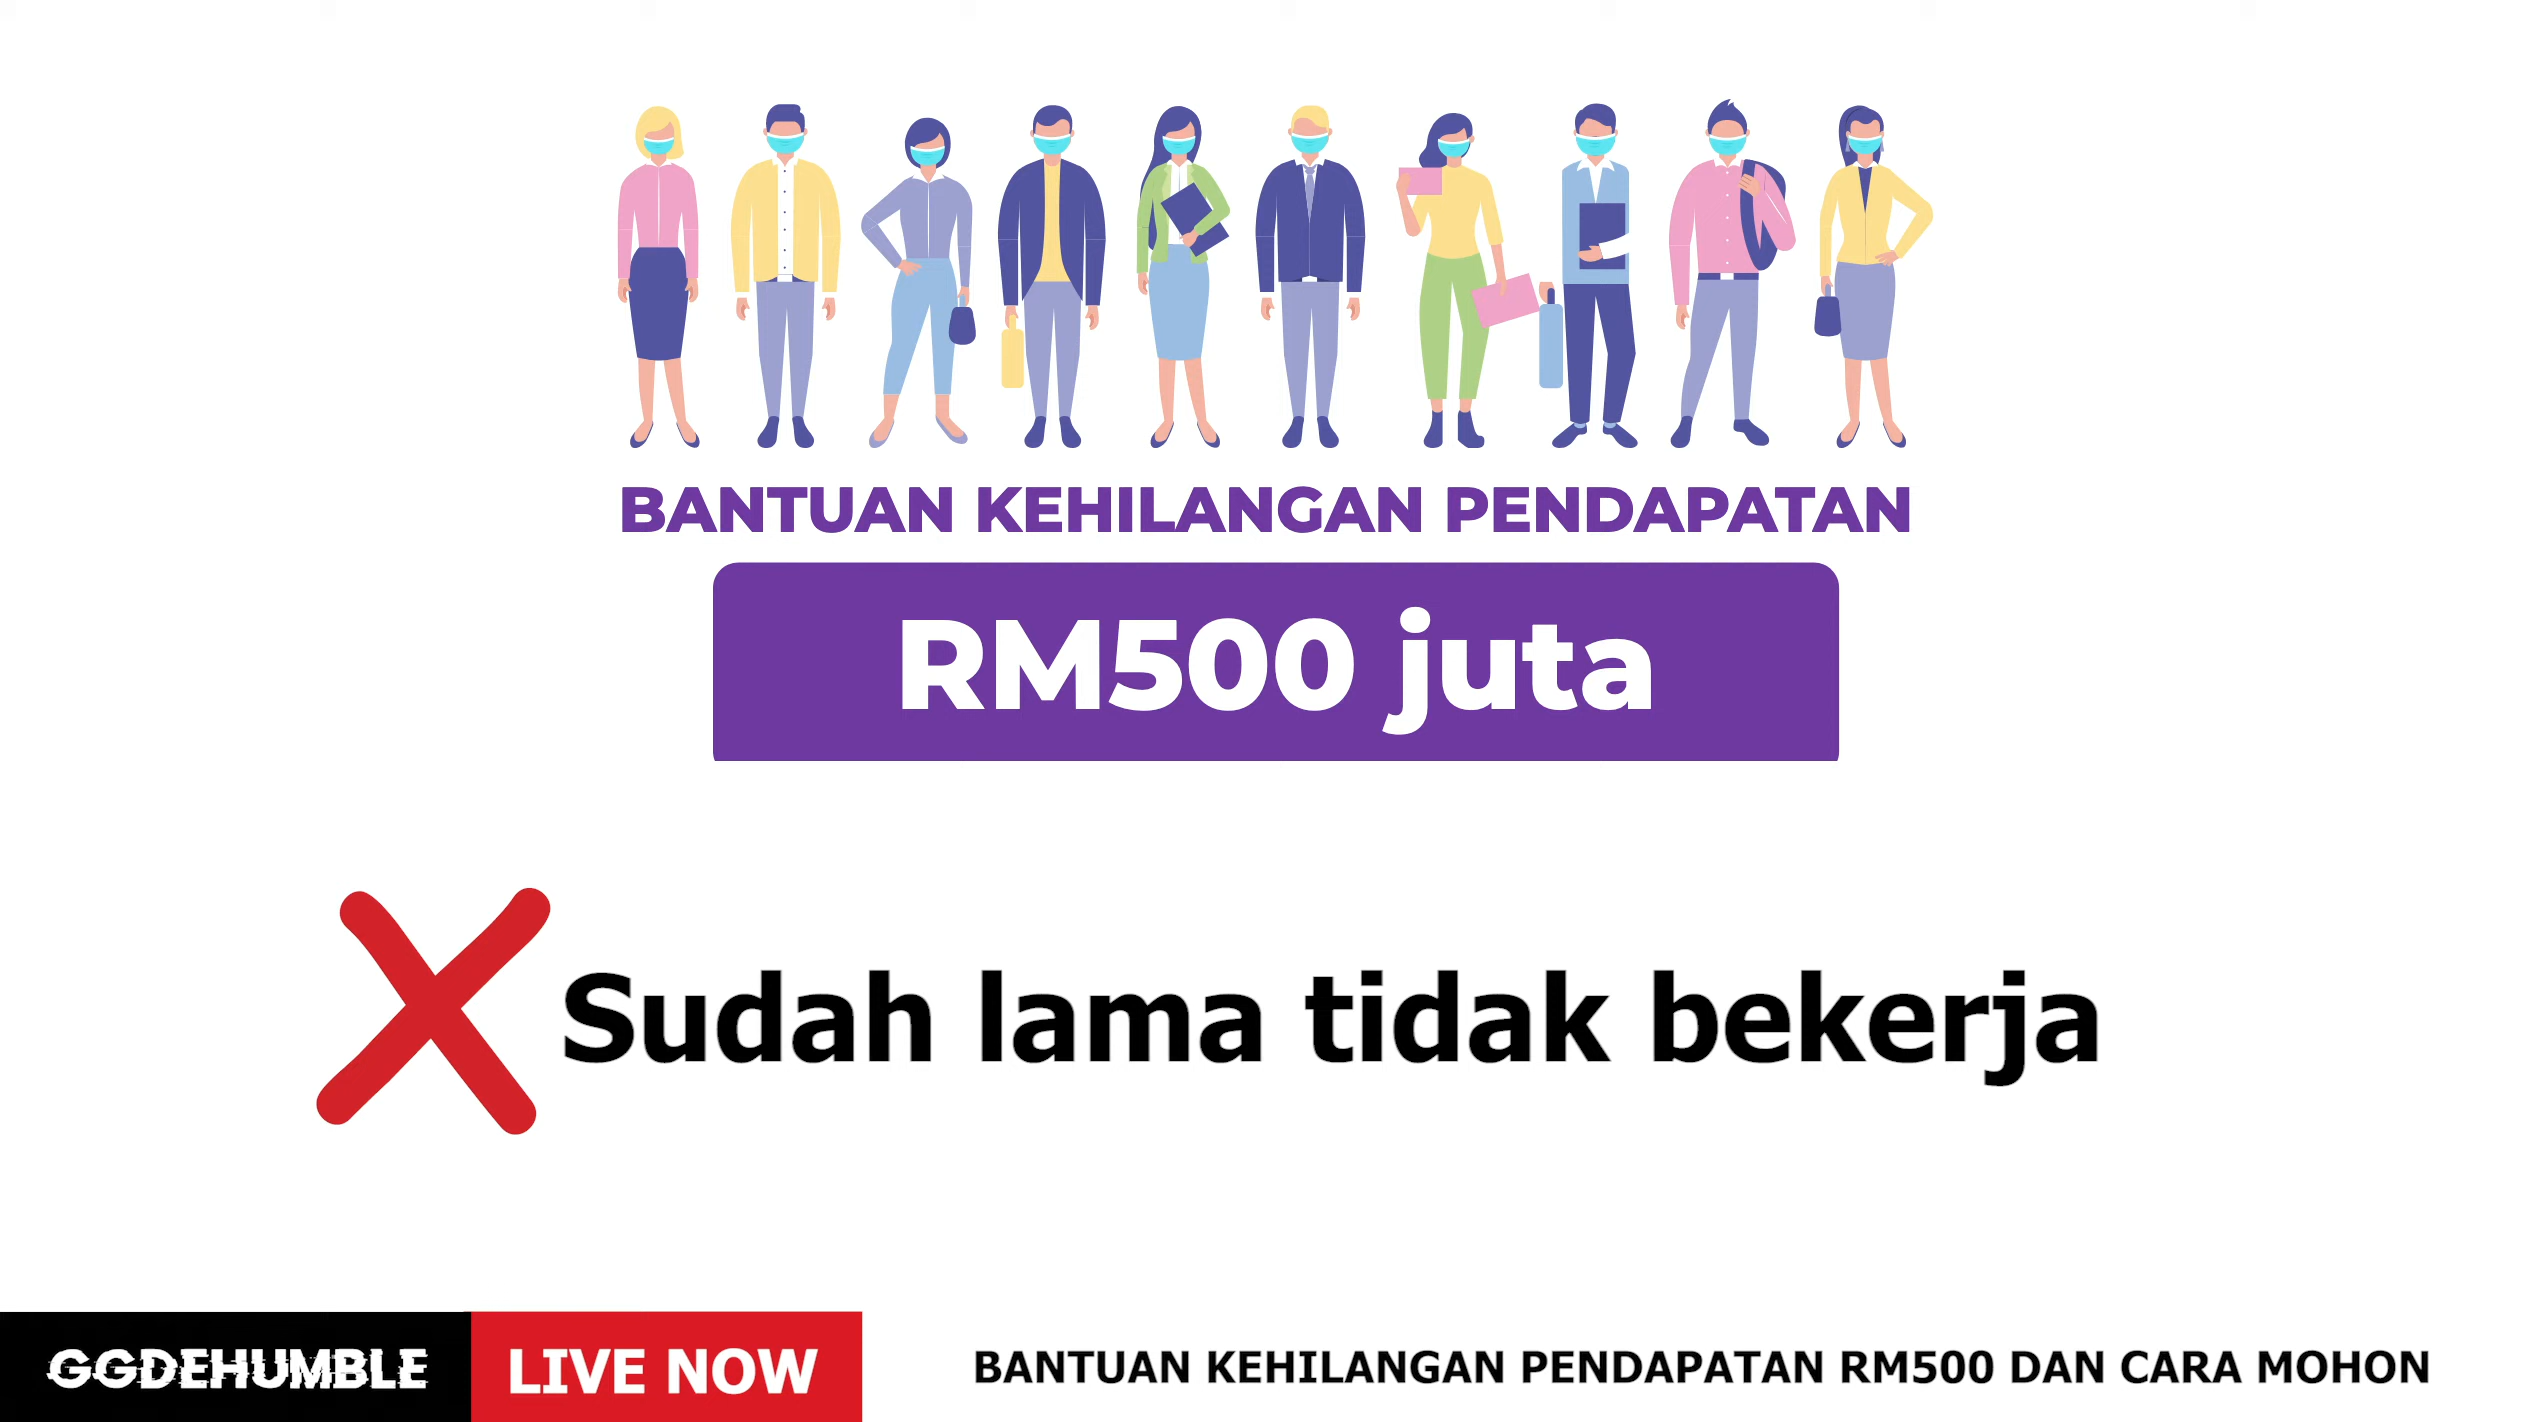 BANTUAN KEHILANGAN PENDAPATAN
RM500 juta
Sudah lama tidak bekerja
GGDEHUMBLE
LIVE NOW
BANTUAN KEHILANGAN PENDAPATAN RM500 DAN CARA MOHON